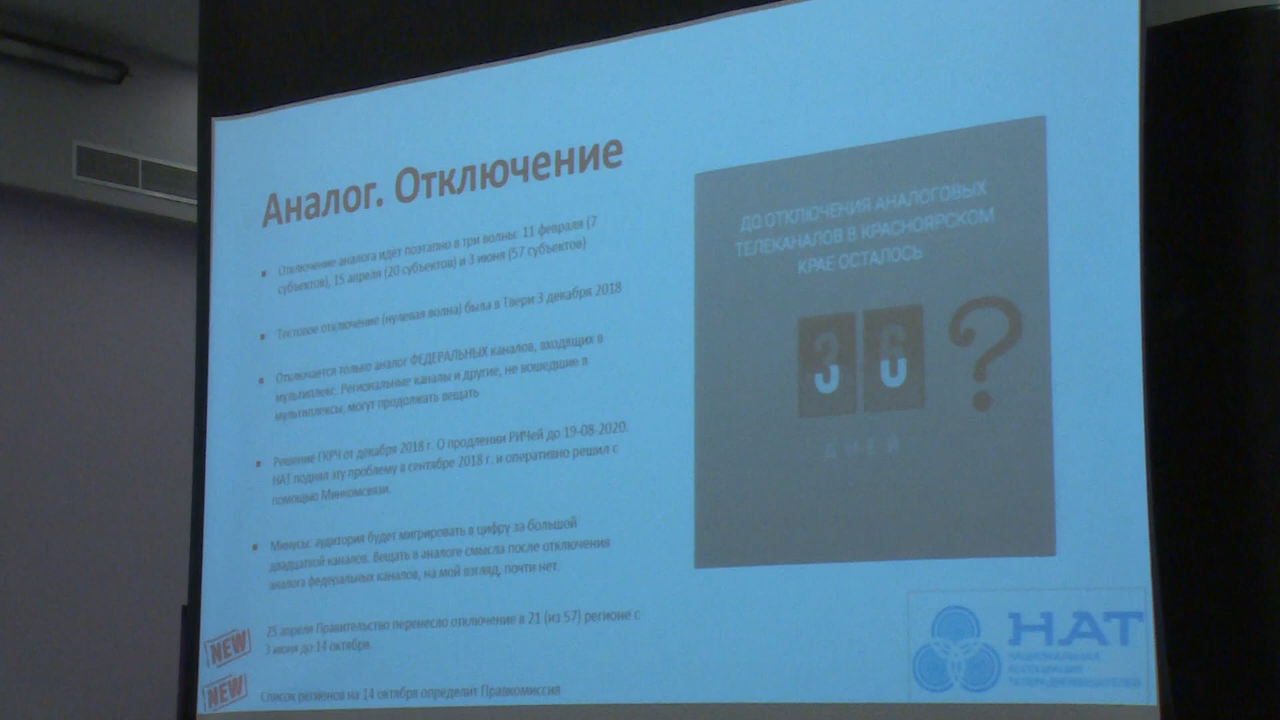 Аналог. Отключение
Отключение аналога идет поэтапно в три волны: 11 февраля (7
субъектов), 15 апреля (20 субъектов) и 3 июня (57 субъектов)
Тестовое отключение (нулевая волна) была в Твери 3 декабря 2018
Отключается только аналог ФЕДЕРАЛЬНЫХ каналов, входящих в
мультиплекс. Региональные каналы и другие, не вошедшие в
мультиплексы, могут продолжать вещать
Решение ГКРЧ от декабря 2018 г. О продлении РИЧей до 19-08-2020.
НАТ поднял эту проблему в сентябре 2018 г. и оперативно решил с
помощью Минкомсвязи.
Минусы: аудитория будет мигрировать в цифру за большой
двадцаткой каналов. Вещать в аналоге смысла после отключения
аналога федеральных каналов, на мой взгляд, почти нет.
NEW
25 апреля Правительство перенесло отключение в 21 (из 57) регионе с
3 июня до 14 октября.
NEW
Список регионов на 14 октября определит Правкомиссия
ДО ОТКЛЮЧЕНИЯ АНАЛОГОВЫХ
ТЕЛЕКАНАЛОВ В КРАСНОЯРСКОМ
КРАЕ ОСТАЛОСЬ
?
ДНЕЙ
НАТ
НАЦИОНАЛЬНАЯ
АССОЦИАЦИЯ
ТЕЛЕРАДИОВЕЩАТЕЛЕЙ